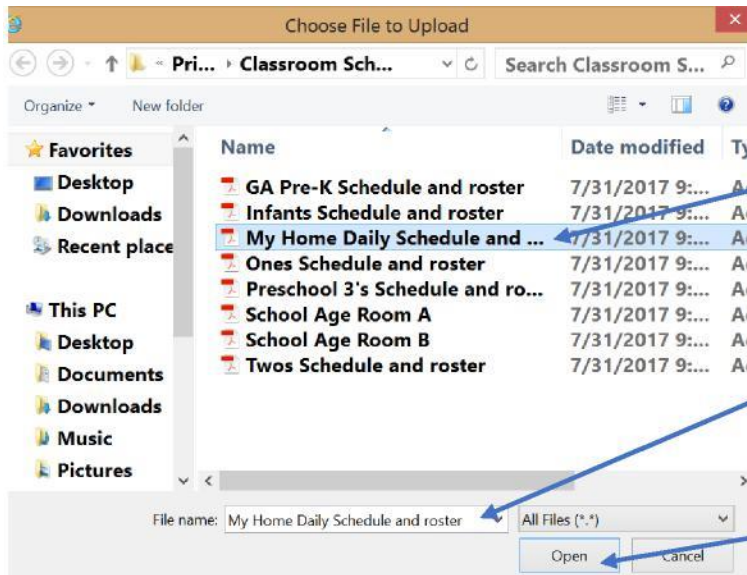 Choose File to Upload
Pri... Classroom Sch... Search Classroom S...
Organize New folder
Favorites
Desktop
Downloads
Recent place
This PC
Desktop
Documents
Downloads
Music
Pictures
Name Date modified Ty
GA Pre-K Schedule and roster 7/31/2017 9:... A
Infants Schedule and roster 7/31/2017 9:... A
My Home Daily Schedule and ... 7/31/2017 9:... A
Ones Schedule and roster 7/31/2017 9:... A
Preschool 3's Schedule and ro... 7/31/2017 9:... A
School Age Room A 7/31/2017 9:... A
School Age Room B 7/31/2017 9:... A
Twos Schedule and roster 7/31/2017 9:... A
File name: My Home Daily Schedule and roster All Files (*.*)
Open Cancel